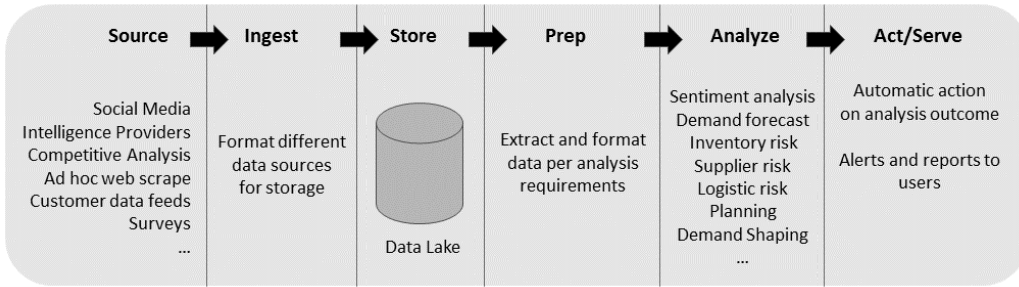 Source
Ingest
Store
Prep
Analyze
Act/Serve
Social Media
Intelligence Providers
Competitive Analysis
Ad hoc web scrape
Customer data feeds
Surveys
...
Format different
data sources
for storage
Data Lake
Extract and format
data per analysis
requirements
Sentiment analysis
Demand forecast
Inventory risk
Supplier risk
Logistic risk
Planning
Demand Shaping
...
Automatic action
on analysis outcome
Alerts and reports to
users